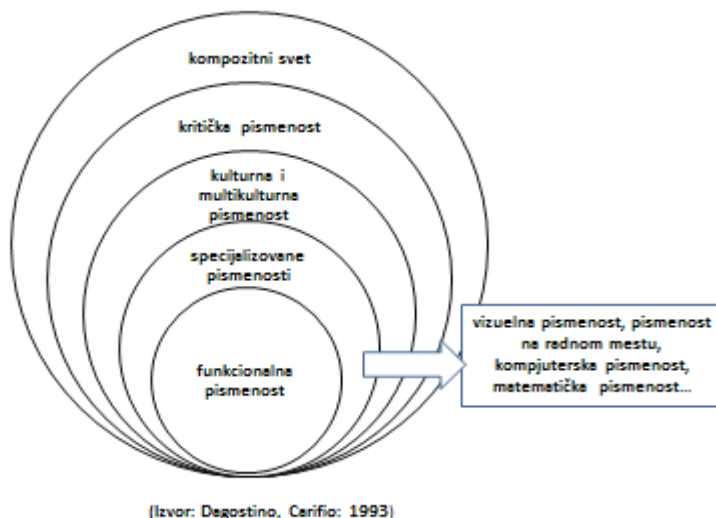 kompozitni svet
kritička pismenost
kulturna i
multikulturna
pismenost
specijalizovane
pismenosti
funkcionalna
pismenost
vizuelna pismenost, pismenost
na radnom mestu,
kompjuterska pismenost,
matematička pismenost...
(Izvor: Dagostino, Carifio: 1993)